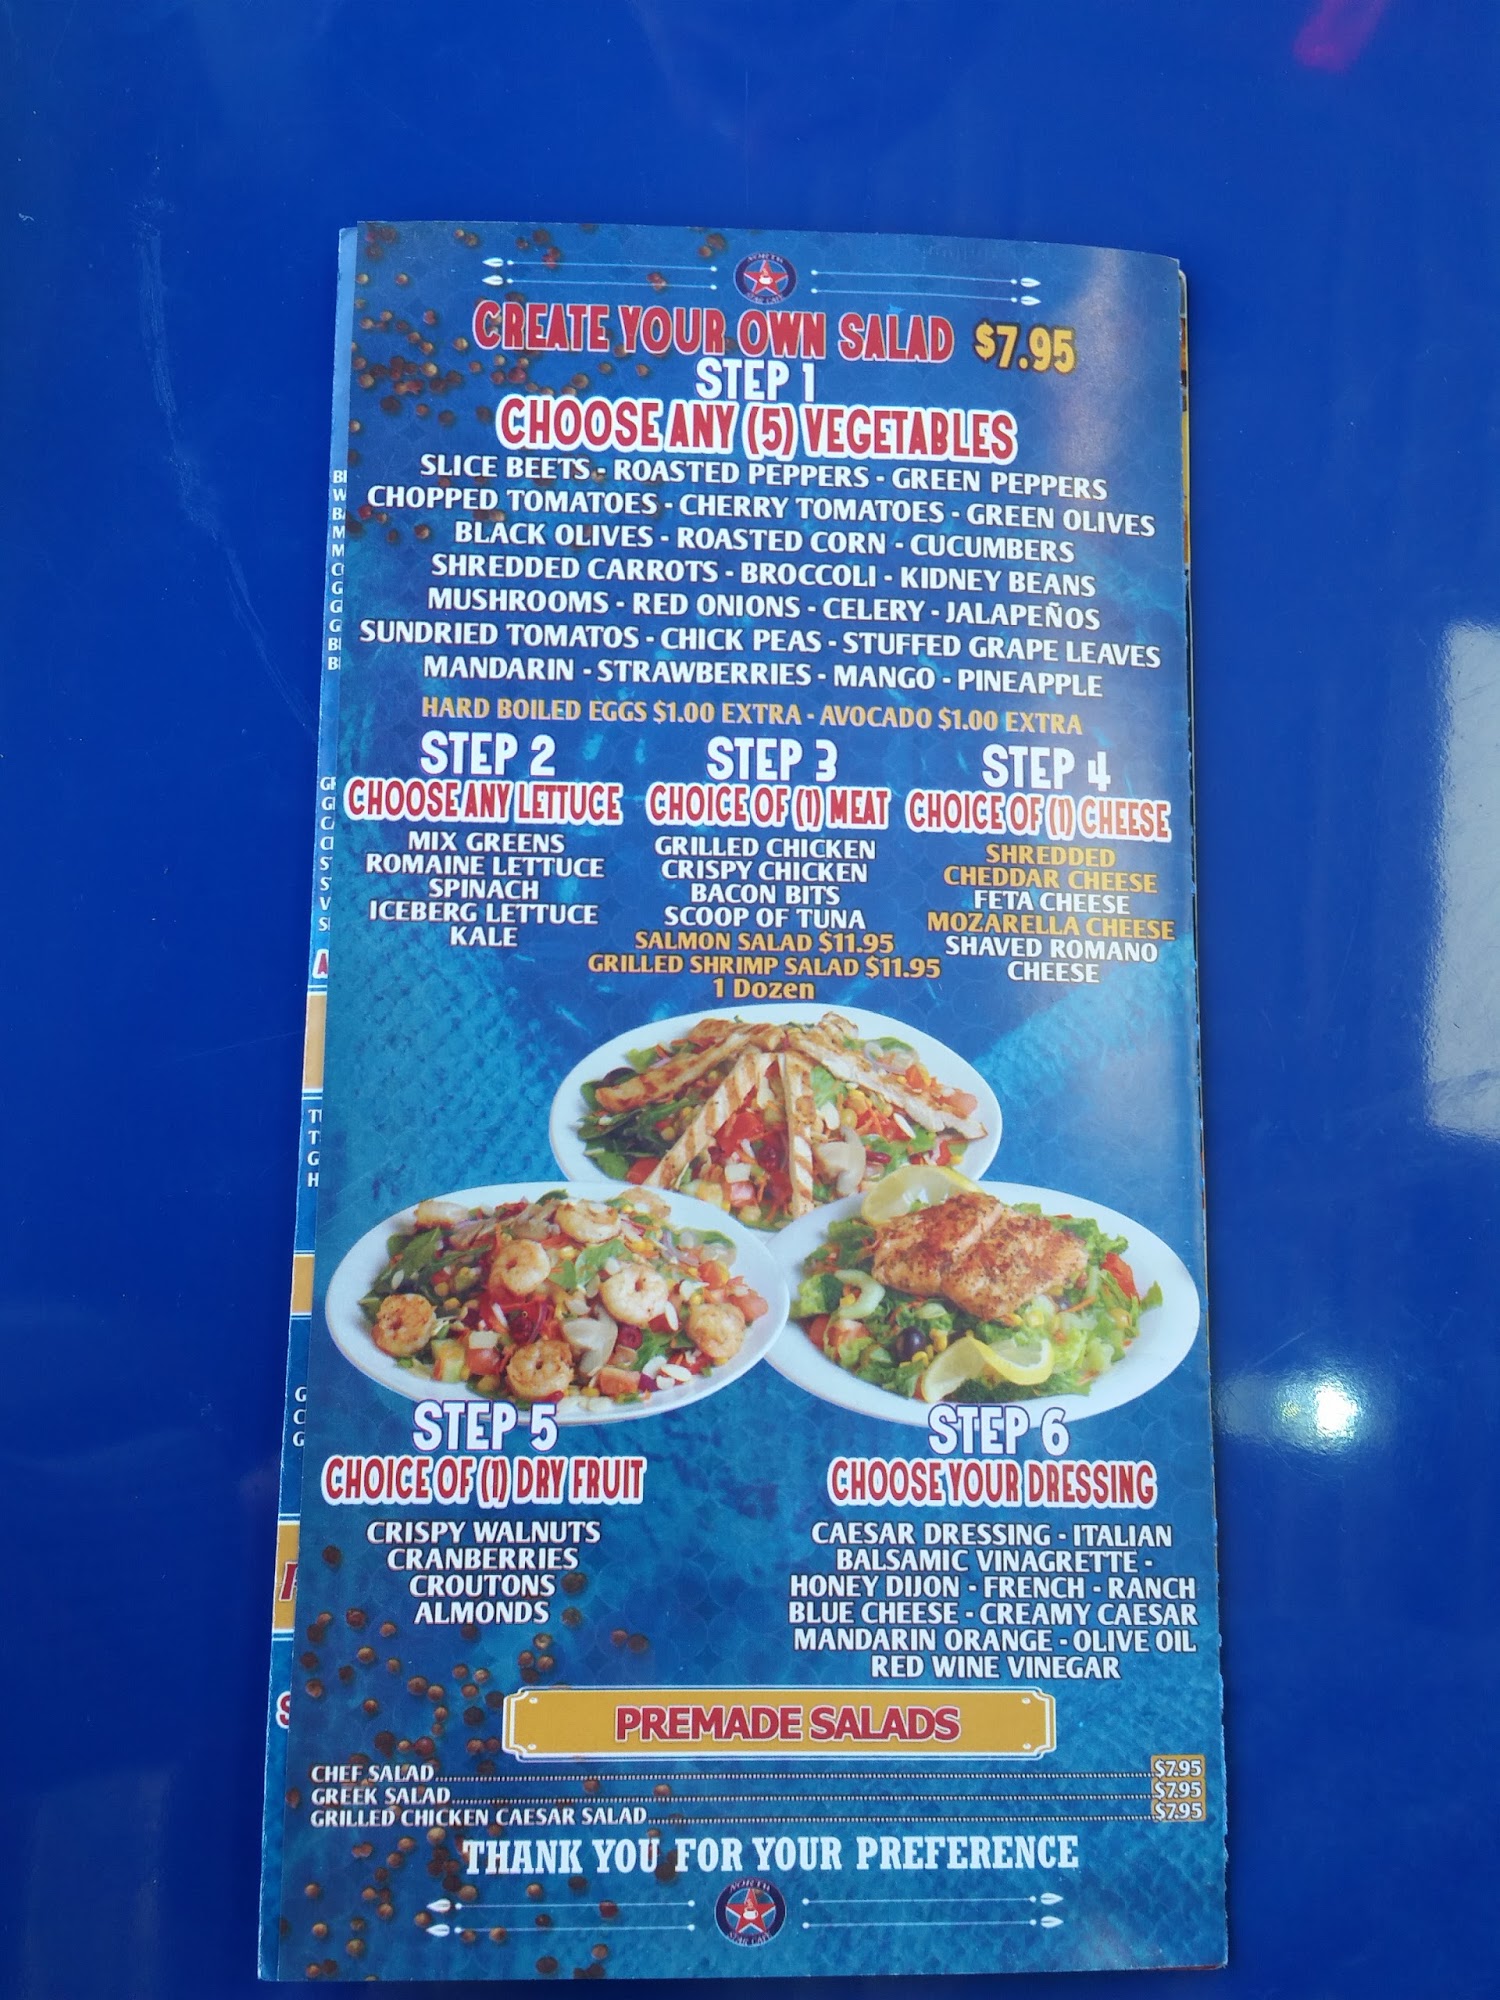 NORTH
STAR CAFE
CREATE YOUR OWN SALAD $7.95
STEP 1
CHOOSE ANY (5) VEGETABLES
SLICE BEETS - ROASTED PEPPERS - GREEN PEPPERS
CHOPPED TOMATOES - CHERRY TOMATOES - GREEN OLIVES
BLACK OLIVES - ROASTED CORN - CUCUMBERS
SHREDDED CARROTS - BROCCOLI - KIDNEY BEANS
MUSHROOMS - RED ONIONS - CELERY - JALAPEÑOS
SUNDRIED TOMATOS - CHICK PEAS - STUFFED GRAPE LEAVES
MANDARIN - STRAWBERRIES - MANGO - PINEAPPLE
HARD BOILED EGGS $1.00 EXTRA - AVOCADO $1.00 EXTRA
STEP 2
CHOOSE ANY LETTUCE
MIX GREENS
ROMAINE LETTUCE
SPINACH
ICEBERG LETTUCE
KALE
STEP 3
CHOICE OF (1) MEAT
GRILLED CHICKEN
CRISPY CHICKEN
BACON BITS
SCOOP OF TUNA
SALMON SALAD $11.95
GRILLED SHRIMP SALAD $11.95
1 Dozen
STEP 4
CHOICE OF (1) CHEESE
SHREDDED
CHEDDAR CHEESE
FETA CHEESE
MOZARELLA CHEESE
SHAVED ROMANO
CHEESE
STEP 5
CHOICE OF (1) DRY FRUIT
CRISPY WALNUTS
CRANBERRIES
CROUTONS
ALMONDS
STEP 6
CHOOSE YOUR DRESSING
CAESAR DRESSING - ITALIAN
BALSAMIC VINAGRETTE -
HONEY DIJON - FRENCH - RANCH
BLUE CHEESE - CREAMY CAESAR
MANDARIN ORANGE - OLIVE OIL
RED WINE VINEGAR
PREMADE SALADS
CHEF SALAD $7.95
GREEK SALAD $7.95
GRILLED CHICKEN CAESAR SALAD $7.95
THANK YOU FOR YOUR PREFERENCE
NORTH
STAR CAFE